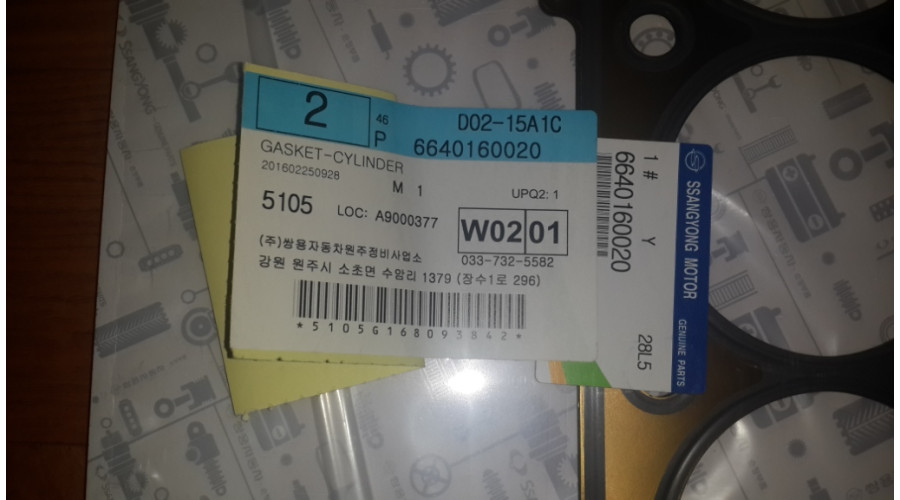 2
46
P
D02-15A1C
6640160020
GASKET-CYLINDER
201602250928
M 1
UPQ2: 1
5105
LOC: A9000377
W02 01
(주)쌍용자동차원주정비사업소
033-732-5582
강원 원주시 소초면 수암리 1379 (장수1로 296)
*5105G168093842*
SSANGYONG MOTOR
GENUINE PARTS
1 #
Y
6640160020
28L5
SSANGYONG